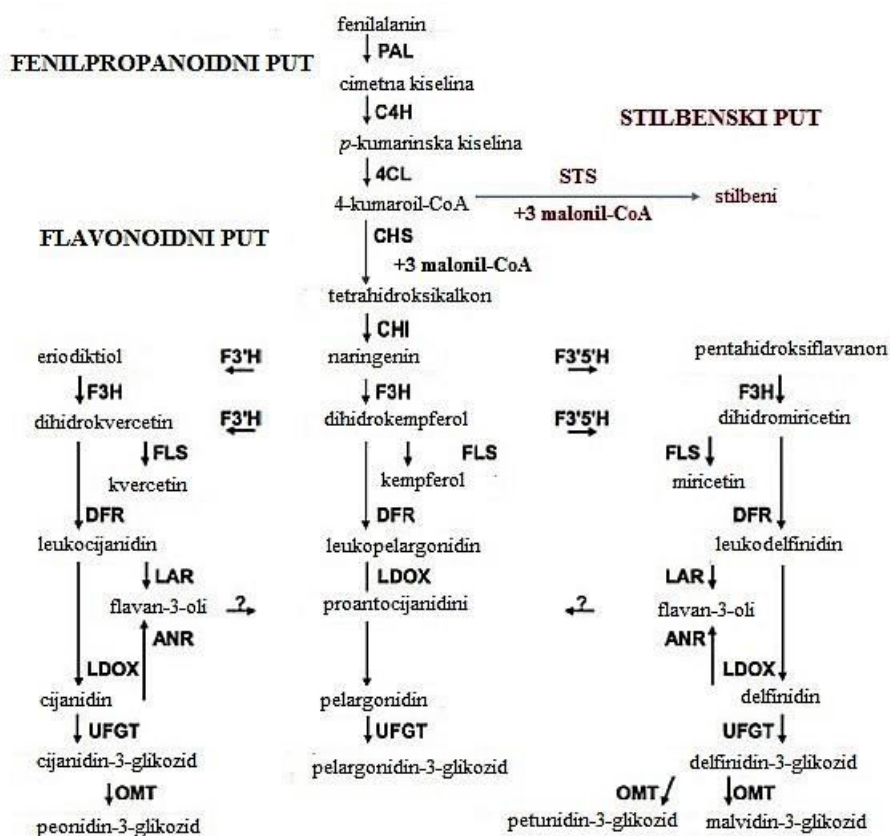 fenilalanin
PAL
FENILPROPANOIDNI PUT
cimetna kiselina
C4H
STILBENSKI PUT
p-kumarinska kiselina
4CL
STS
4-kumaroil-CoA
stilbeni
+3 malonil-CoA
FLAVONOIDNI PUT
CHS
+3 malonil-CoA
tetrahidroksikalkon
CHI
eriodiktiol
F3'H
naringenin
F3'5'H
pentahidroksiflavanon
F3H
F3H
F3H
dihidrokvercetin
F3'H
dihidrokempferol
F3'5'H
dihidromiricetin
FLS
FLS
FLS
kvercetin
kempferol
miricetin
DFR
DFR
DFR
leukocijanidin
leukopelargonidin
leukodelfinidin
LAR
LDOX
LAR
flavan-3-oli
?
proantocijanidini
?
flavan-3-oli
ANR
ANR
LDOX
LDOX
cijanidin
pelargonidin
delfinidin
UFGT
UFGT
UFGT
cijanidin-3-glikozid
pelargonidin-3-glikozid
delfinidin-3-glikozid
OMT
OMT
OMT
peonidin-3-glikozid
petunidin-3-glikozid
malvidin-3-glikozid